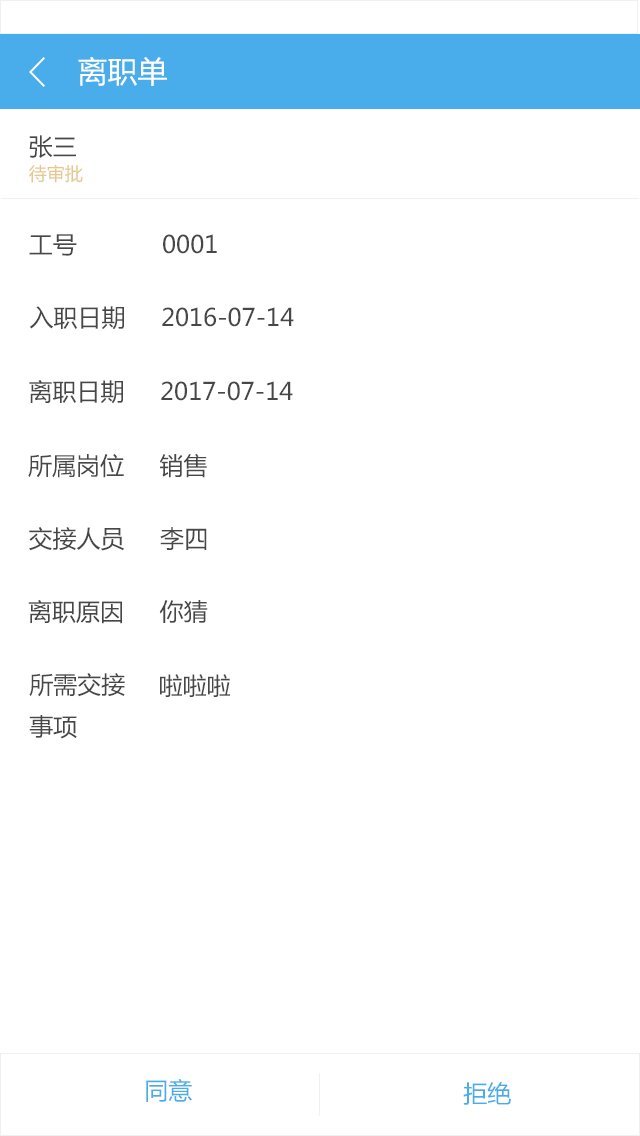 离职单
张三
待审批
工号 0001
入职日期 2016-07-14
离职日期 2017-07-14
所属岗位 销售
交接人员 李四
离职原因 你猜
所需交接 啦啦啦
事项
同意 拒绝